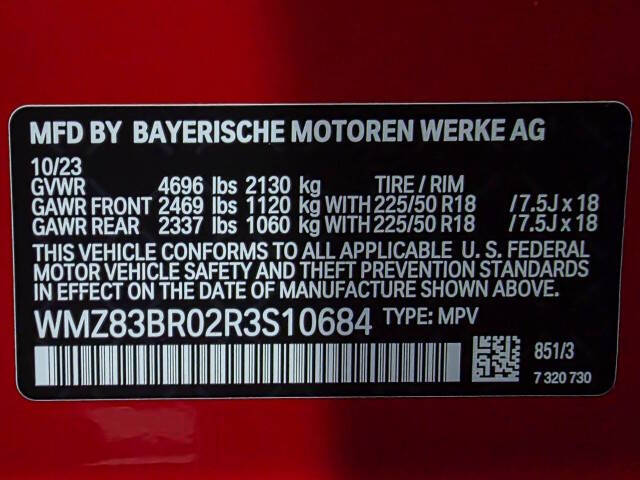 MFD BY BAYERISCHE MOTOREN WERKE AG
10/23
GVWR 4696 lbs 2130 kg TIRE / RIM
GAWR FRONT 2469 lbs 1120 kg WITH 225/50 R18 /7.5J x 18
GAWR REAR 2337 lbs 1060 kg WITH 225/50 R18 /7.5J x 18
THIS VEHICLE CONFORMS TO ALL APPLICABLE U. S. FEDERAL
MOTOR VEHICLE SAFETY AND THEFT PREVENTION STANDARDS
IN EFFECT ON THE DATE OF MANUFACTURE SHOWN ABOVE.
WMZ83BR02R3S10684 TYPE: MPV
851/3
7 320 730